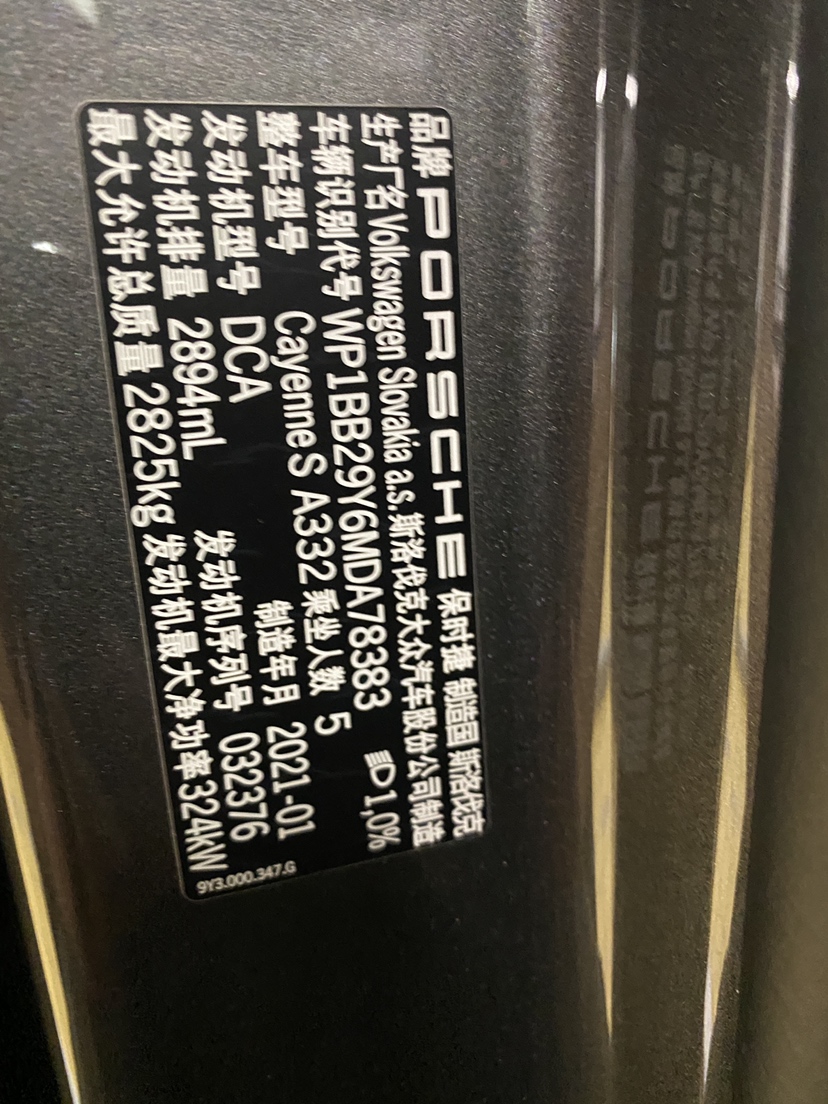 品牌 PORSCHE 保时捷 制造国 斯洛伐克
生产厂名 Volkswagen Slovakia a.s. 斯洛伐克大众汽车股份公司制造
车辆识别代号 WP1BB29Y6MDA78383 1,0%
整车型号 Cayenne S A332 乘坐人数 5
发动机型号 DCA 制造年月 2021-01
发动机排量 2894mL 发动机序列号 032376
最大允许总质量 2825kg 发动机最大净功率 324kW
9Y3.000.347.G